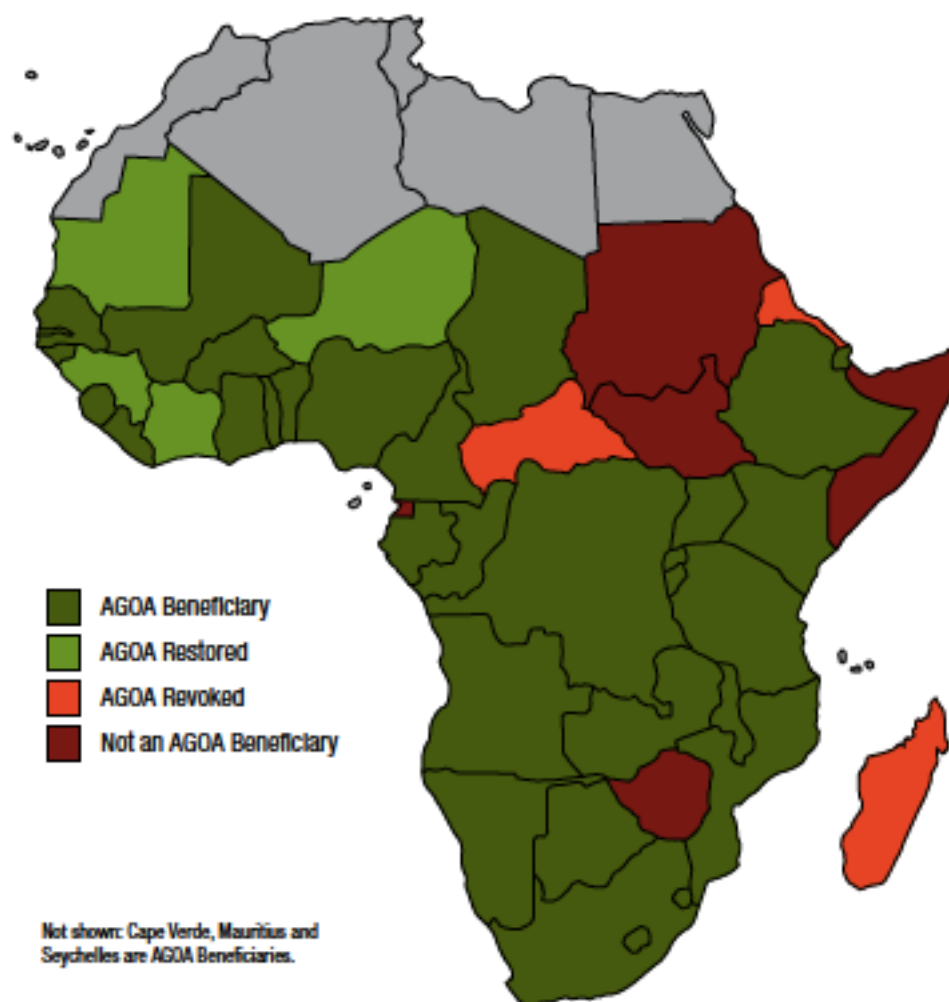 AGOA Beneficiary
AGOA Restored
AGOA Revoked
Not an AGOA Beneficiary
Not shown: Cape Verde, Mauritius and
Seychelles are AGOA Beneficiaries.